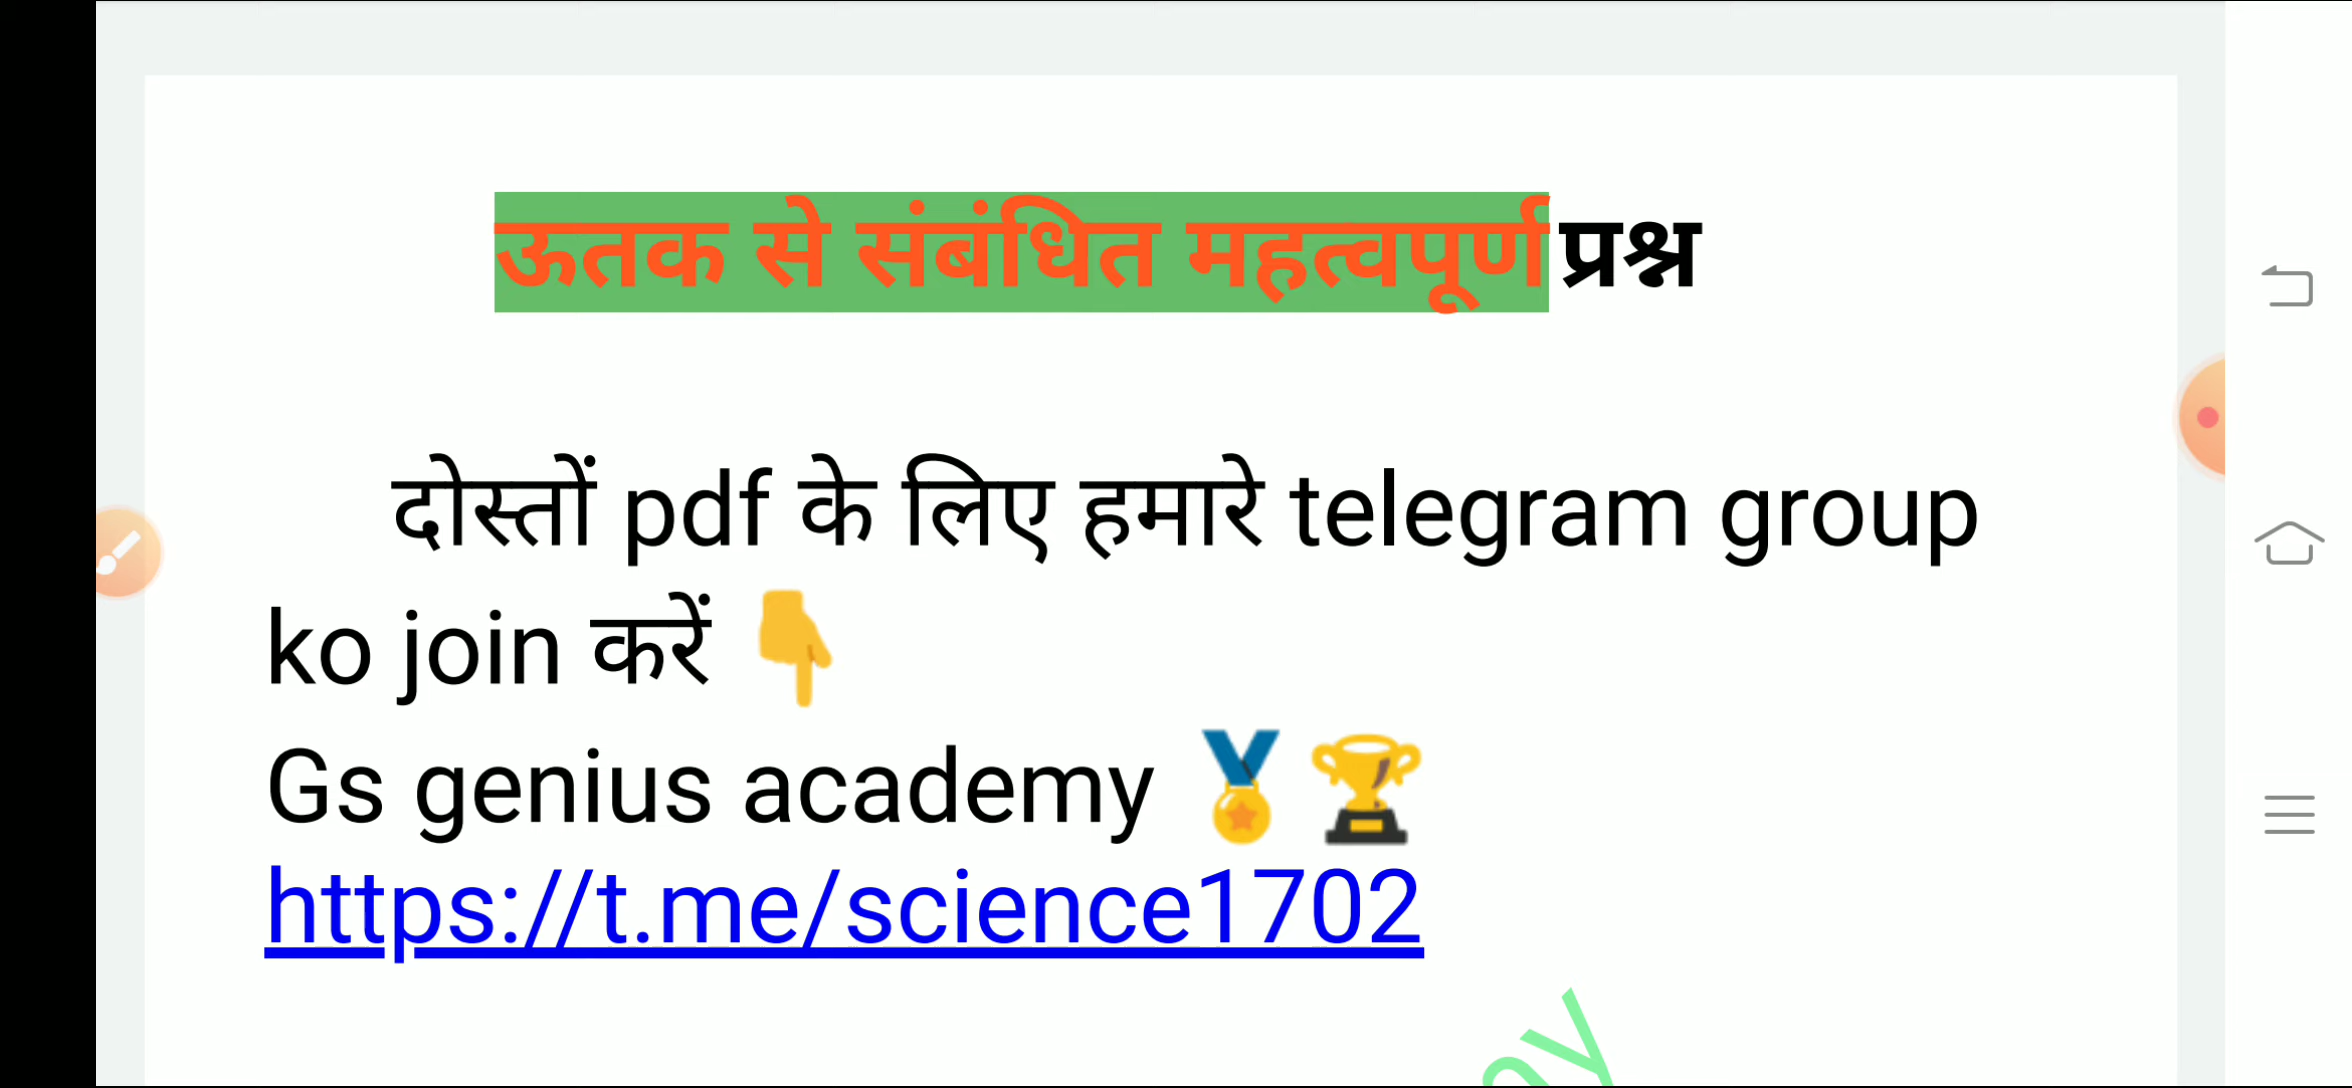 ऊतक से संबंधित महत्वपूर्ण प्रश्न
दोस्तों pdf के लिए हमारे telegram group
ko join करें 👇
Gs genius academy 🏅🏆
https://t.me/science1702